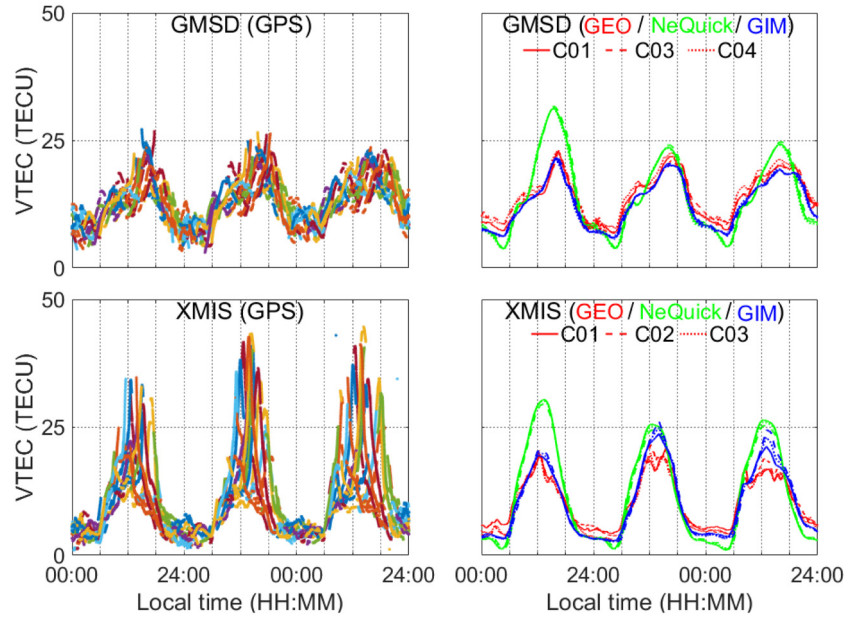 50
GMSD (GPS)
GMSD (GEO / NeQuick / GIM)
C01 C03 C04
VTEC (TECU)
25
0
50
XMIS (GPS)
XMIS (GEO / NeQuick / GIM)
C01 C02 C03
VTEC (TECU)
25
0
00:00 24:00 00:00 24:00
00:00 24:00 00:00 24:00
Local time (HH:MM)
Local time (HH:MM)